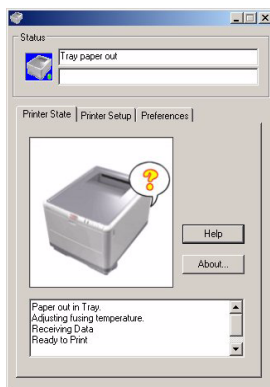 Status
Tray paper out
Printer State Printer Setup Preferences
?
Help
About...
Paper out in Tray.
Adjusting fusing temperature.
Receiving Data
Ready to Print